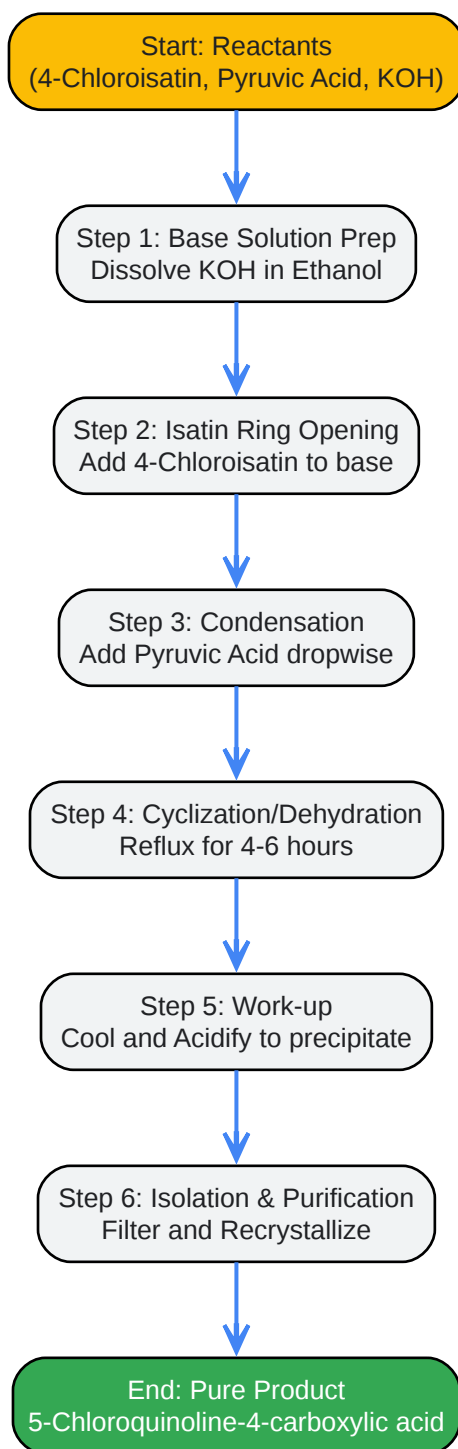 Start: Reactants
(4-Chloroisatin, Pyruvic Acid, KOH)
Step 1: Base Solution Prep
Dissolve KOH in Ethanol
Step 2: Isatin Ring Opening
Add 4-Chloroisatin to base
Step 3: Condensation
Add Pyruvic Acid dropwise
Step 4: Cyclization/Dehydration
Reflux for 4-6 hours
Step 5: Work-up
Cool and Acidify to precipitate
Step 6: Isolation & Purification
Filter and Recrystallize
End: Pure Product
5-Chloroquinoline-4-carboxylic acid